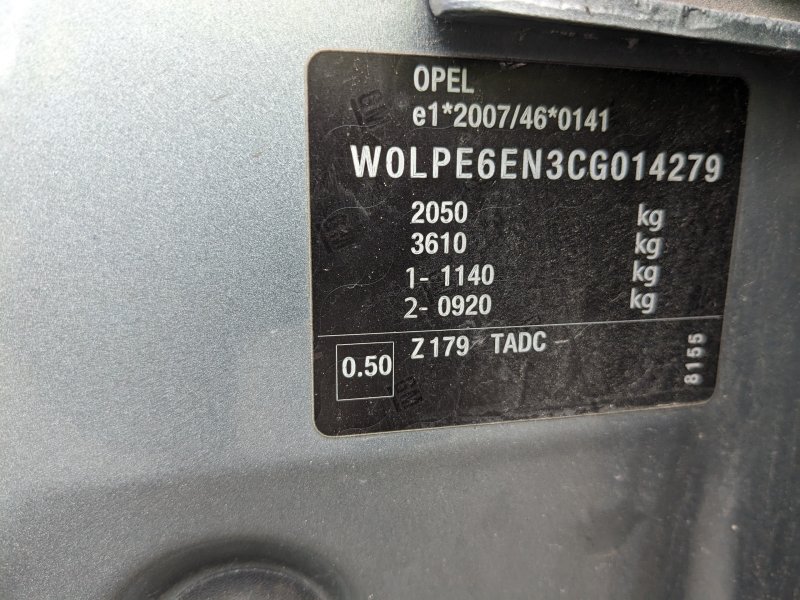 OPEL
e1*2007/46*0141
W0LPE6EN3CG014279
2050 kg
3610 kg
1- 1140 kg
2- 0920 kg
0.50 Z179 TADC -
8155